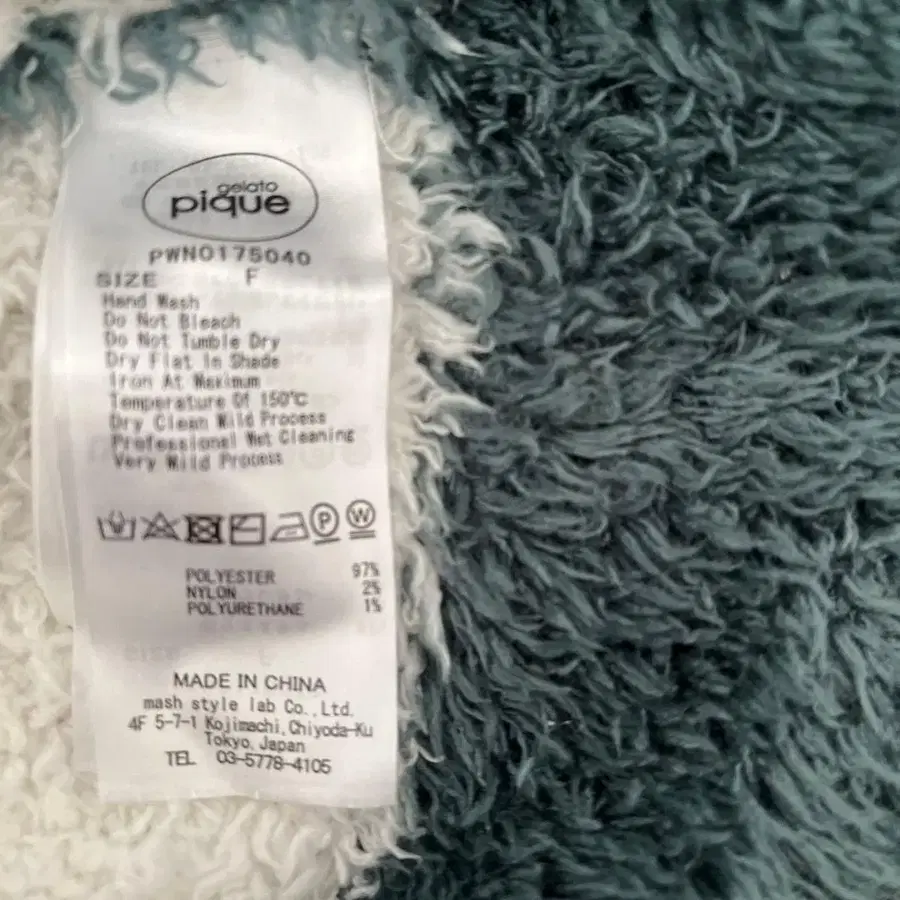 gelato
pique
PWNO175040
SIZE F
Hand Wash
Do Not Bleach
Do Not Tumble Dry
Dry Flat In Shade
Iron At Maximum
Temperature Of 150℃
Dry Clean Mild Process
Professional Wet Cleaning
Very Mild Process
P W
POLYESTER 97%
NYLON 2%
POLYURETHANE 1%
MADE IN CHINA
mash style lab Co.,Ltd.
4F 5-7-1 Kojimachi,Chiyoda-Ku
Tokyo,Japan
TEL 03-5778-4105